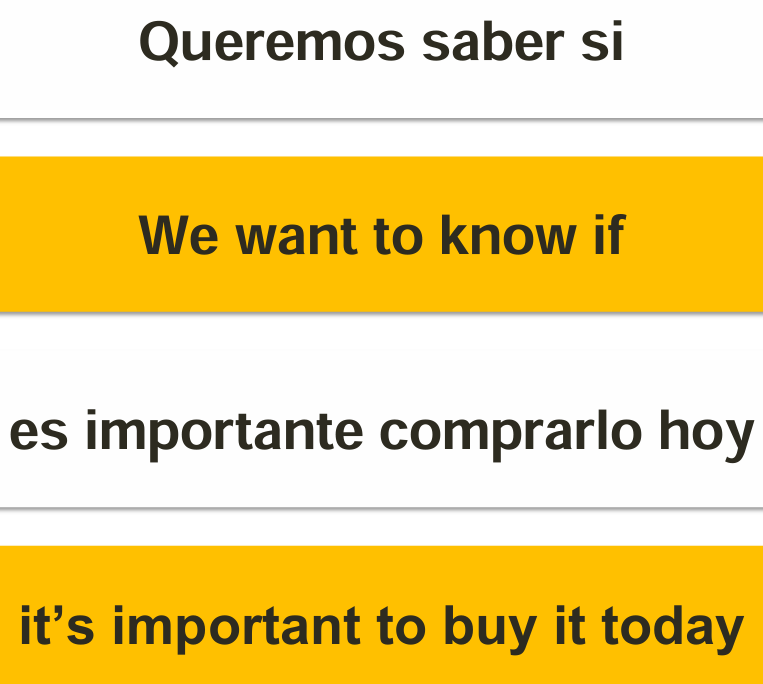 Queremos saber si
We want to know if
es importante comprarlo hoy
it’s important to buy it today